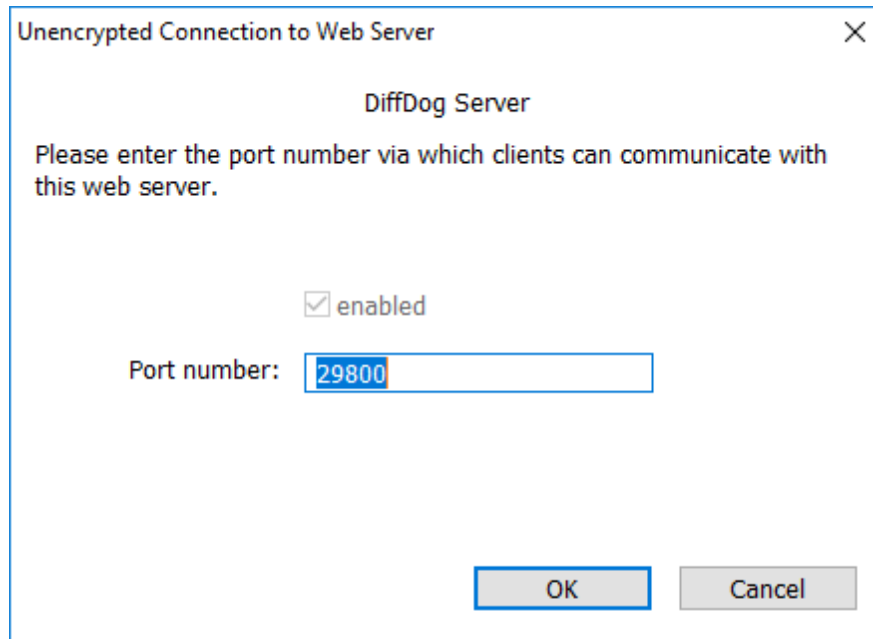 Unencrypted Connection to Web Server
DiffDog Server
Please enter the port number via which clients can communicate with
this web server.
enabled
Port number: 29800
OK Cancel